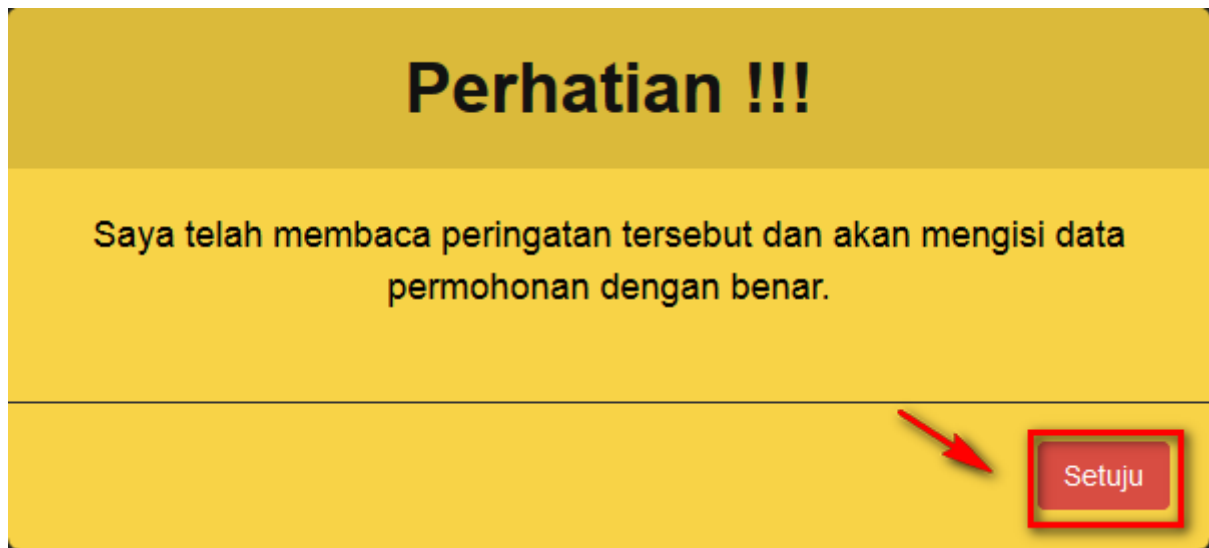 Perhatian !!!
Saya telah membaca peringatan tersebut dan akan mengisi data
permohonan dengan benar.
Setuju